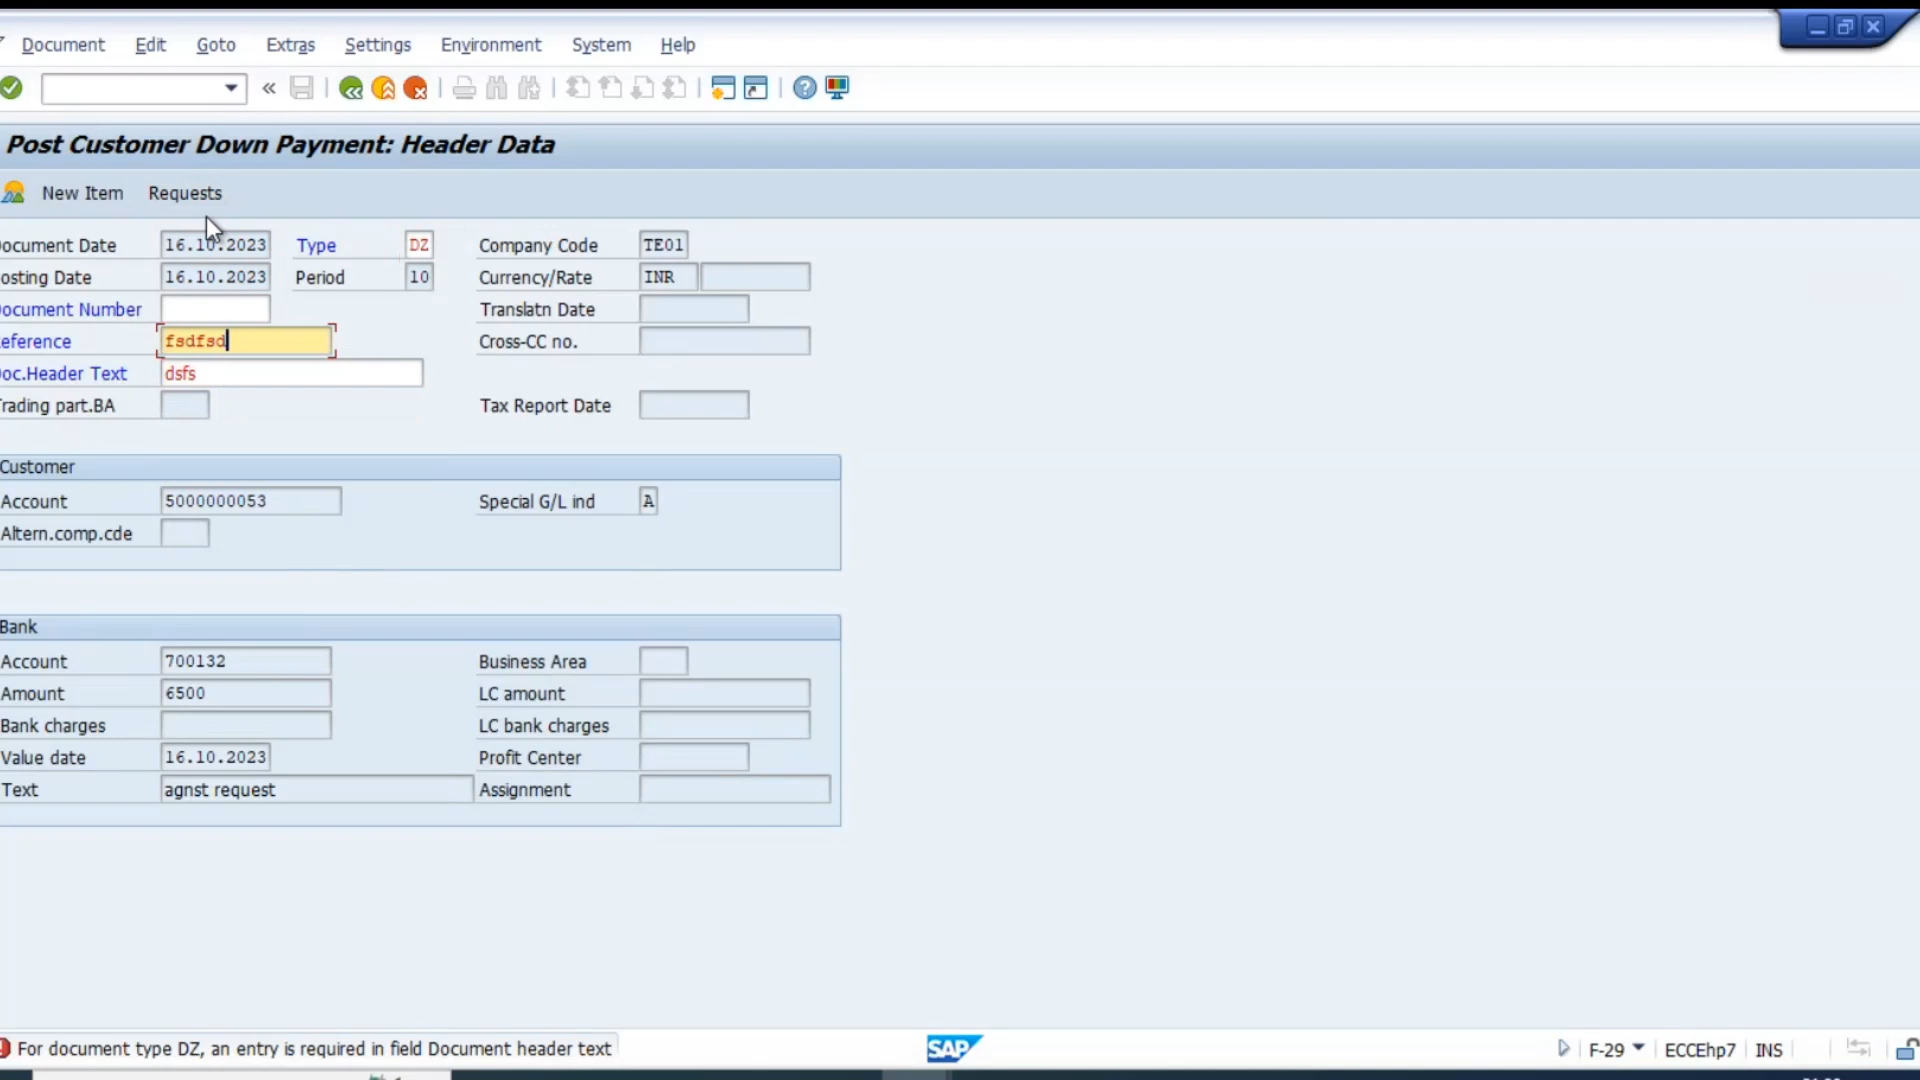 Document Edit Goto Extras Settings Environment System Help
Post Customer Down Payment: Header Data
New Item Requests
ocument Date 16.10.2023 Type DZ Company Code TE01
osting Date 16.10.2023 Period 10 Currency/Rate INR
ocument Number Translatn Date
eference fsdfsd Cross-CC no.
oc.Header Text dsfs
rading part.BA Tax Report Date
Customer
Account 5000000053 Special G/L ind A
Altern.comp.cde
Bank
Account 700132 Business Area
Amount 6500 LC amount
Bank charges LC bank charges
Value date 16.10.2023 Profit Center
Text agnst request Assignment
For document type DZ, an entry is required in field Document header text SAP F-29 ECCEhp7 INS